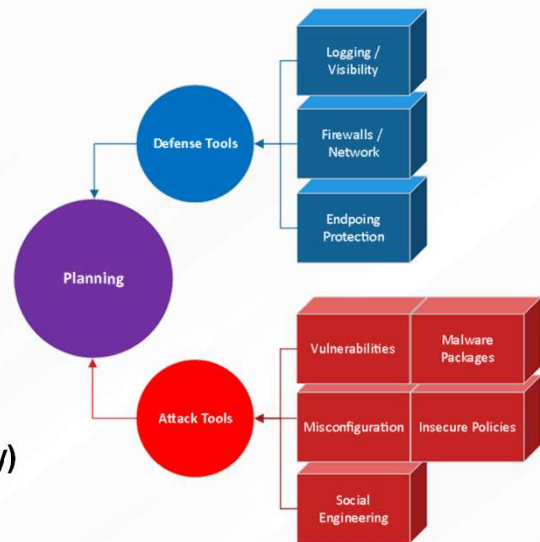 Logging /
Visibility
Defense Tools
Firewalls /
Network
Endpoing
Protection
Planning
Vulnerabilities
Malware
Packages
Attack Tools
Misconfiguration
Insecure Policies
Social
Engineering